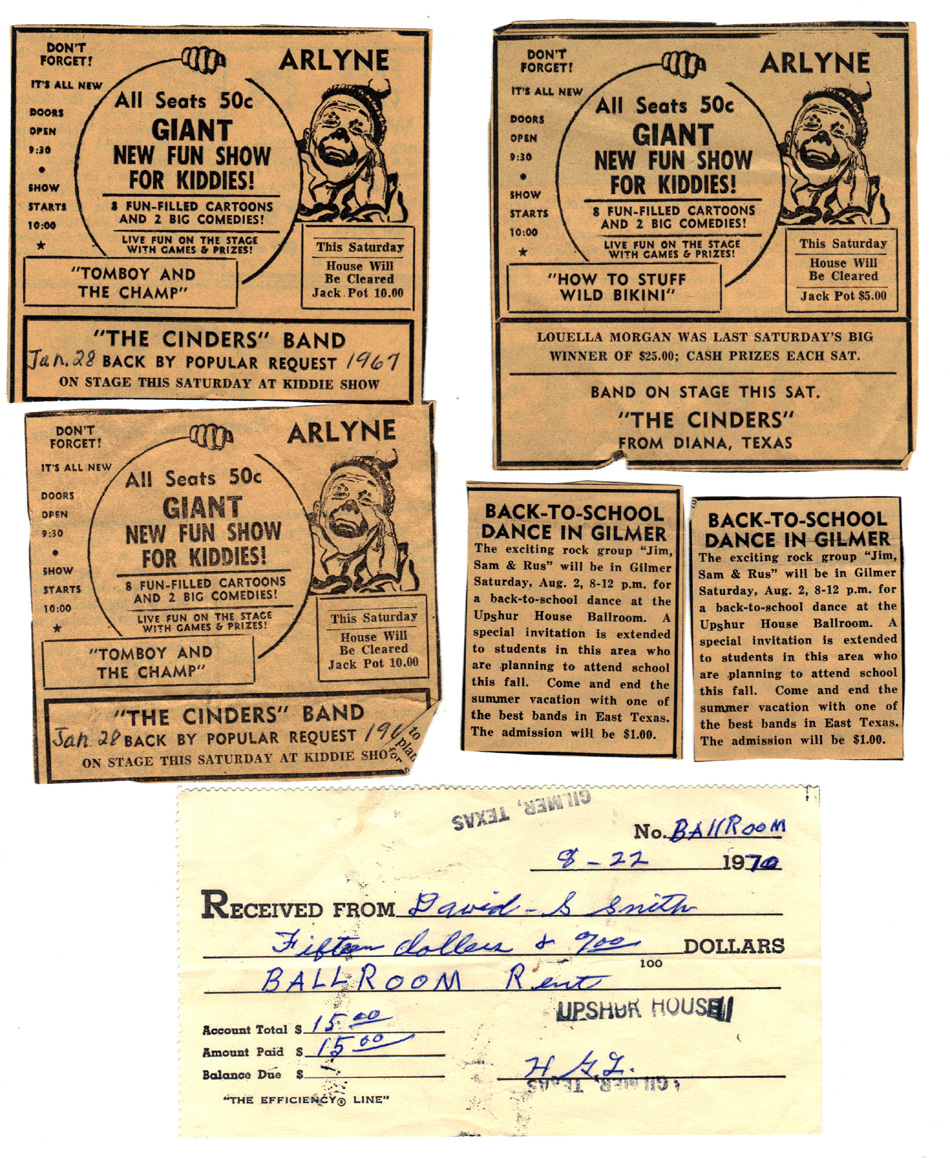 DON'T
FORGET!
IT'S ALL NEW
DOORS
OPEN
9:30
•
SHOW
STARTS
10:00
★
ARLYNE
All Seats 50c
GIANT
NEW FUN SHOW
FOR KIDDIES!
8 FUN-FILLED CARTOONS
AND 2 BIG COMEDIES!
LIVE FUN ON THE STAGE
WITH GAMES & PRIZES!
"TOMBOY AND
THE CHAMP"
This Saturday
House Will
Be Cleared
Jack Pot 10.00
"THE CINDERS" BAND
Jan. 28 BACK BY POPULAR REQUEST 1967
ON STAGE THIS SATURDAY AT KIDDIE SHOW
DON'T
FORGET!
IT'S ALL NEW
DOORS
OPEN
9:30
•
SHOW
STARTS
10:00
★
ARLYNE
All Seats 50c
GIANT
NEW FUN SHOW
FOR KIDDIES!
8 FUN-FILLED CARTOONS
AND 2 BIG COMEDIES!
LIVE FUN ON THE STAGE
WITH GAMES & PRIZES!
"HOW TO STUFF
WILD BIKINI"
This Saturday
House Will
Be Cleared
Jack Pot $5.00
LOUELLA MORGAN WAS LAST SATURDAY'S BIG
WINNER OF $25.00; CASH PRIZES EACH SAT.
BAND ON STAGE THIS SAT.
"THE CINDERS"
FROM DIANA, TEXAS
DON'T
FORGET!
IT'S ALL NEW
DOORS
OPEN
9:30
•
SHOW
STARTS
10:00
★
ARLYNE
All Seats 50c
GIANT
NEW FUN SHOW
FOR KIDDIES!
8 FUN-FILLED CARTOONS
AND 2 BIG COMEDIES!
LIVE FUN ON THE STAGE
WITH GAMES & PRIZES!
"TOMBOY AND
THE CHAMP"
This Saturday
House Will
Be Cleared
Jack Pot 10.00
"THE CINDERS" BAND
Jan. 28 BACK BY POPULAR REQUEST
ON STAGE THIS SATURDAY AT KIDDIE SHO
BACK-TO-SCHOOL
DANCE IN GILMER
The exciting rock group "Jim,
Sam & Rus" will be in Gilmer
Saturday, Aug. 2, 8-12 p.m. for
a back-to-school dance at the
Upshur House Ballroom. A
special invitation is extended
to students in this area who
are planning to attend school
this fall. Come and end the
summer vacation with one of
the best bands in East Texas.
The admission will be $1.00.
BACK-TO-SCHOOL
DANCE IN GILMER
The exciting rock group "Jim,
Sam & Rus" will be in Gilmer
Saturday, Aug. 2, 8-12 p.m. for
a back-to-school dance at the
Upshur House Ballroom. A
special invitation is extended
to students in this area who
are planning to attend school
this fall. Come and end the
summer vacation with one of
the best bands in East Texas.
The admission will be $1.00.
GILMER, TEXAS
No. BALLROOM
8-22 1970
RECEIVED FROM David-S Smith
Fifteen dollars & no/100 DOLLARS
BALLROOM Rent
UPSHUR HOUSE
Account Total $ 15.00
Amount Paid $ 15.00
Balance Due $
GILMER, TEXAS
"THE EFFICIENCY® LINE"